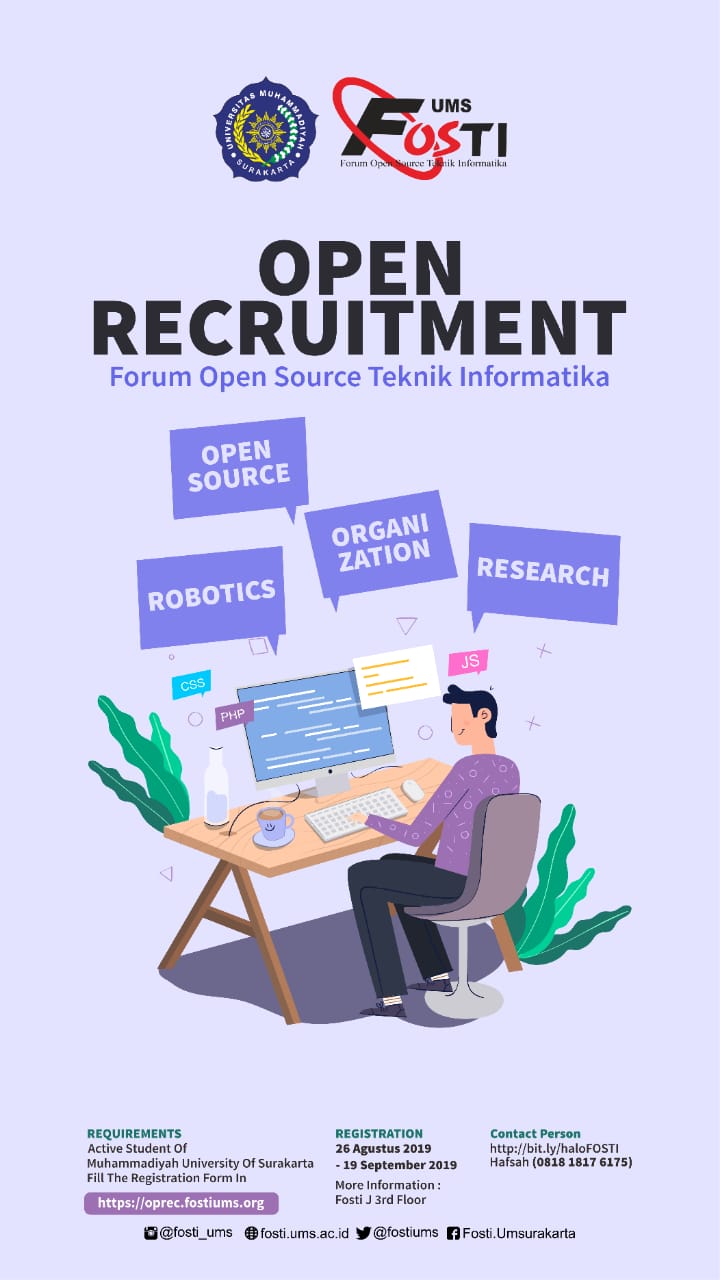 UNIVERSITAS MUHAMMADIYAH
SURAKARTA
UMS
FOSTI
Forum Open Source Teknik Informatika
OPEN
RECRUITMENT
Forum Open Source Teknik Informatika
OPEN
SOURCE
ORGANI
ZATION
ROBOTICS
RESEARCH
CSS
PHP
JS
REQUIREMENTS
Active Student Of
Muhammadiyah University Of Surakarta
Fill The Registration Form In
https://oprec.fostiums.org
REGISTRATION
26 Agustus 2019
- 19 September 2019
More Information :
Fosti J 3rd Floor
Contact Person
http://bit.ly/haloFOSTI
Hafsah (0818 1817 6175)
@fosti_ums fosti.ums.ac.id @fostiums Fosti.Umsurakarta